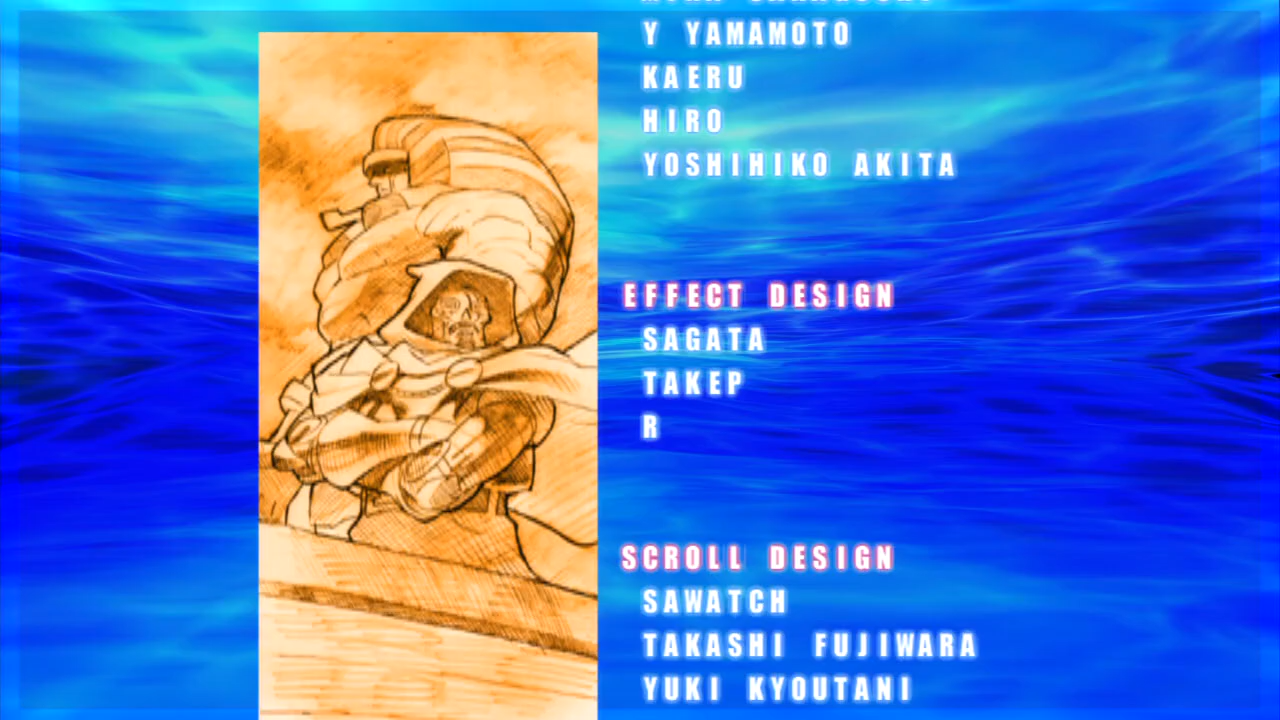 Y YAMAMOTO
KAERU
HIRO
YOSHIHIKO AKITA
EFFECT DESIGN
SAGATA
TAKEP
R
SCROLL DESIGN
SAWATCH
TAKASHI FUJIWARA
YUKI KYOUTANI